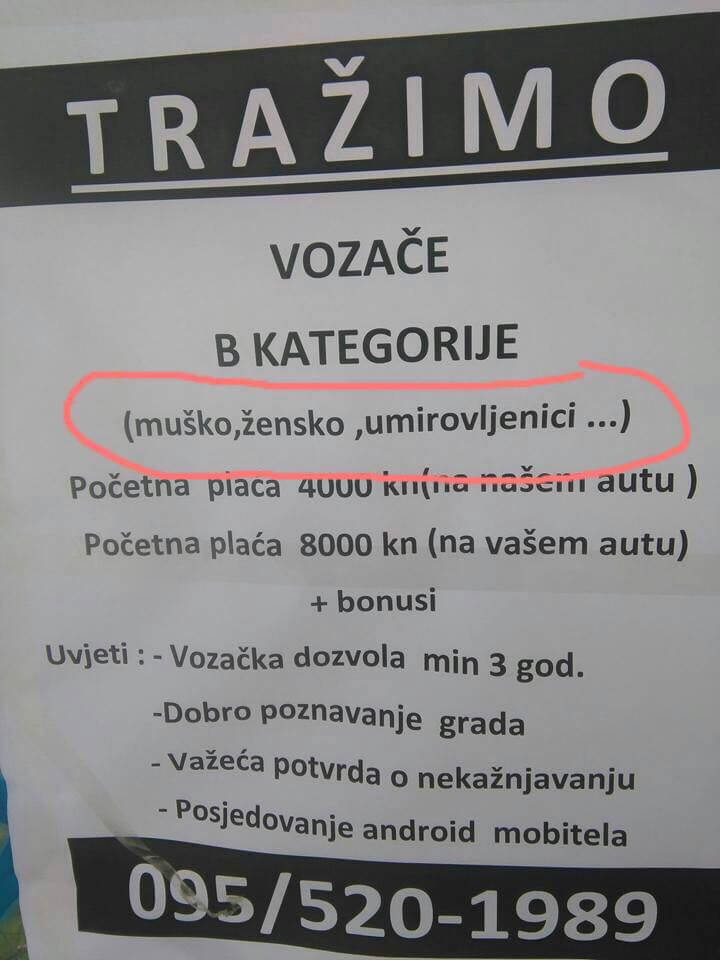 TRAŽIMO
VOZAČE
B KATEGORIJE
(muško,žensko ,umirovljenici ...)
Početna plaća 4000 kn(na našem autu )
Početna plaća 8000 kn (na vašem autu)
+ bonusi
Uvjeti : - Vozačka dozvola min 3 god.
-Dobro poznavanje grada
- Važeća potvrda o nekažnjavanju
- Posjedovanje android mobitela
095/520-1989